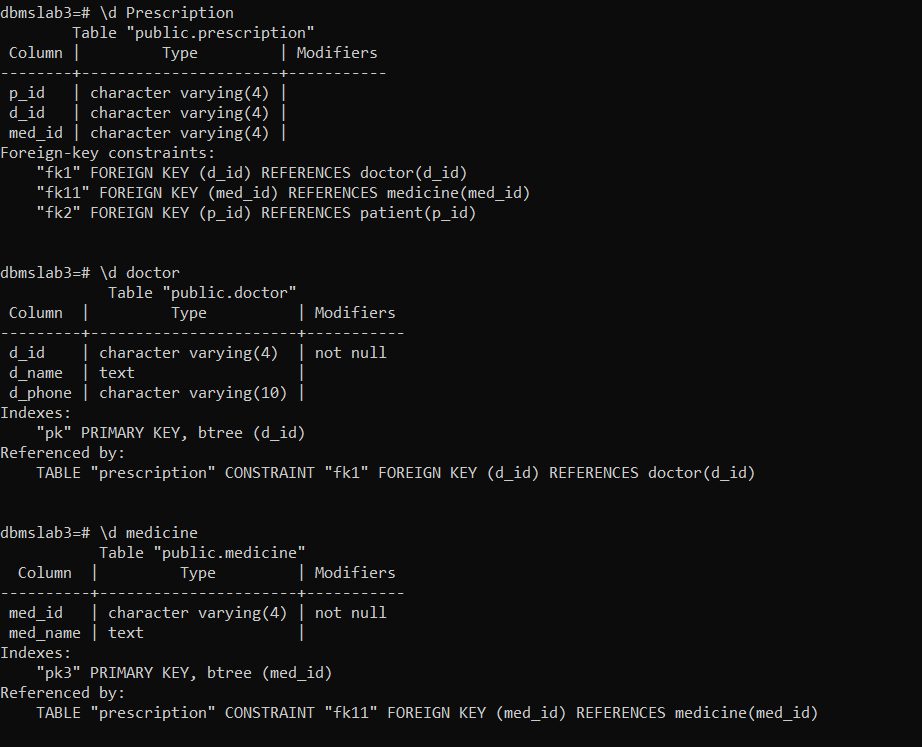 dbmslab3=# \d Prescription
        Table "public.prescription"
 Column |         Type         | Modifiers
--------+----------------------+-----------
 p_id   | character varying(4) |
 d_id   | character varying(4) |
 med_id | character varying(4) |
Foreign-key constraints:
    "fk1" FOREIGN KEY (d_id) REFERENCES doctor(d_id)
    "fk11" FOREIGN KEY (med_id) REFERENCES medicine(med_id)
    "fk2" FOREIGN KEY (p_id) REFERENCES patient(p_id)
dbmslab3=# \d doctor
            Table "public.doctor"
 Column  |         Type          | Modifiers
---------+-----------------------+-----------
 d_id    | character varying(4)  | not null
 d_name  | text                  |
 d_phone | character varying(10) |
Indexes:
    "pk" PRIMARY KEY, btree (d_id)
Referenced by:
    TABLE "prescription" CONSTRAINT "fk1" FOREIGN KEY (d_id) REFERENCES doctor(d_id)
dbmslab3=# \d medicine
           Table "public.medicine"
  Column  |         Type         | Modifiers
----------+----------------------+-----------
 med_id   | character varying(4) | not null
 med_name | text                 |
Indexes:
    "pk3" PRIMARY KEY, btree (med_id)
Referenced by:
    TABLE "prescription" CONSTRAINT "fk11" FOREIGN KEY (med_id) REFERENCES medicine(med_id)